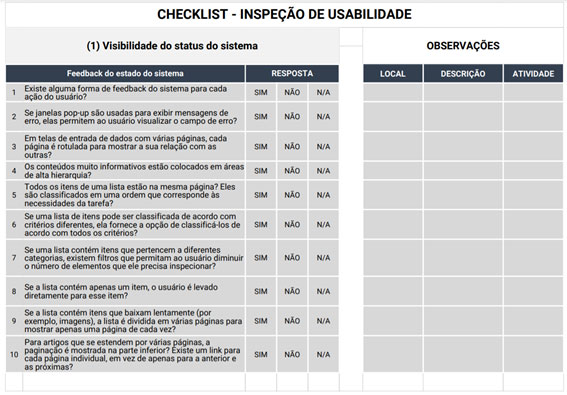 CHECKLIST - INSPEÇÃO DE USABILIDADE
(1) Visibilidade do status do sistema
OBSERVAÇÕES
Feedback do estado do sistema RESPOSTA LOCAL DESCRIÇÃO ATIVIDADE
1 Existe alguma forma de feedback do sistema para cada
ação do usuário? SIM NÃO N/A
2 Se janelas pop-up são usadas para exibir mensagens de
erro, elas permitem ao usuário visualizar o campo de erro? SIM NÃO N/A
3 Em telas de entrada de dados com várias páginas, cada
página é rotulada para mostrar a sua relação com as
outras? SIM NÃO N/A
4 Os conteúdos muito informativos estão colocados em áreas
de alta hierarquia? SIM NÃO N/A
5 Todos os itens de uma lista estão na mesma página? Eles
são classificados em uma ordem que corresponde às
necessidades da tarefa? SIM NÃO N/A
6 Se uma lista de itens pode ser classificada de acordo com
critérios diferentes, ela fornece a opção de classificá-los de
acordo com todos os critérios? SIM NÃO N/A
7 Se uma lista contém itens que pertencem a diferentes
categorias, existem filtros que permitam ao usuário diminuir
o número de elementos que ele precisa inspecionar? SIM NÃO N/A
8 Se a lista contém apenas um item, o usuário é levado
diretamente para esse item? SIM NÃO N/A
9 Se a lista contém itens que baixam lentamente (por
exemplo, imagens), a lista é dividida em várias páginas para
mostrar apenas uma página de cada vez? SIM NÃO N/A
10 Para artigos que se estendem por várias páginas, a
paginação é mostrada na parte inferior? Existe um link para
cada página individual, em vez de apenas para a anterior e
as próximas? SIM NÃO N/A